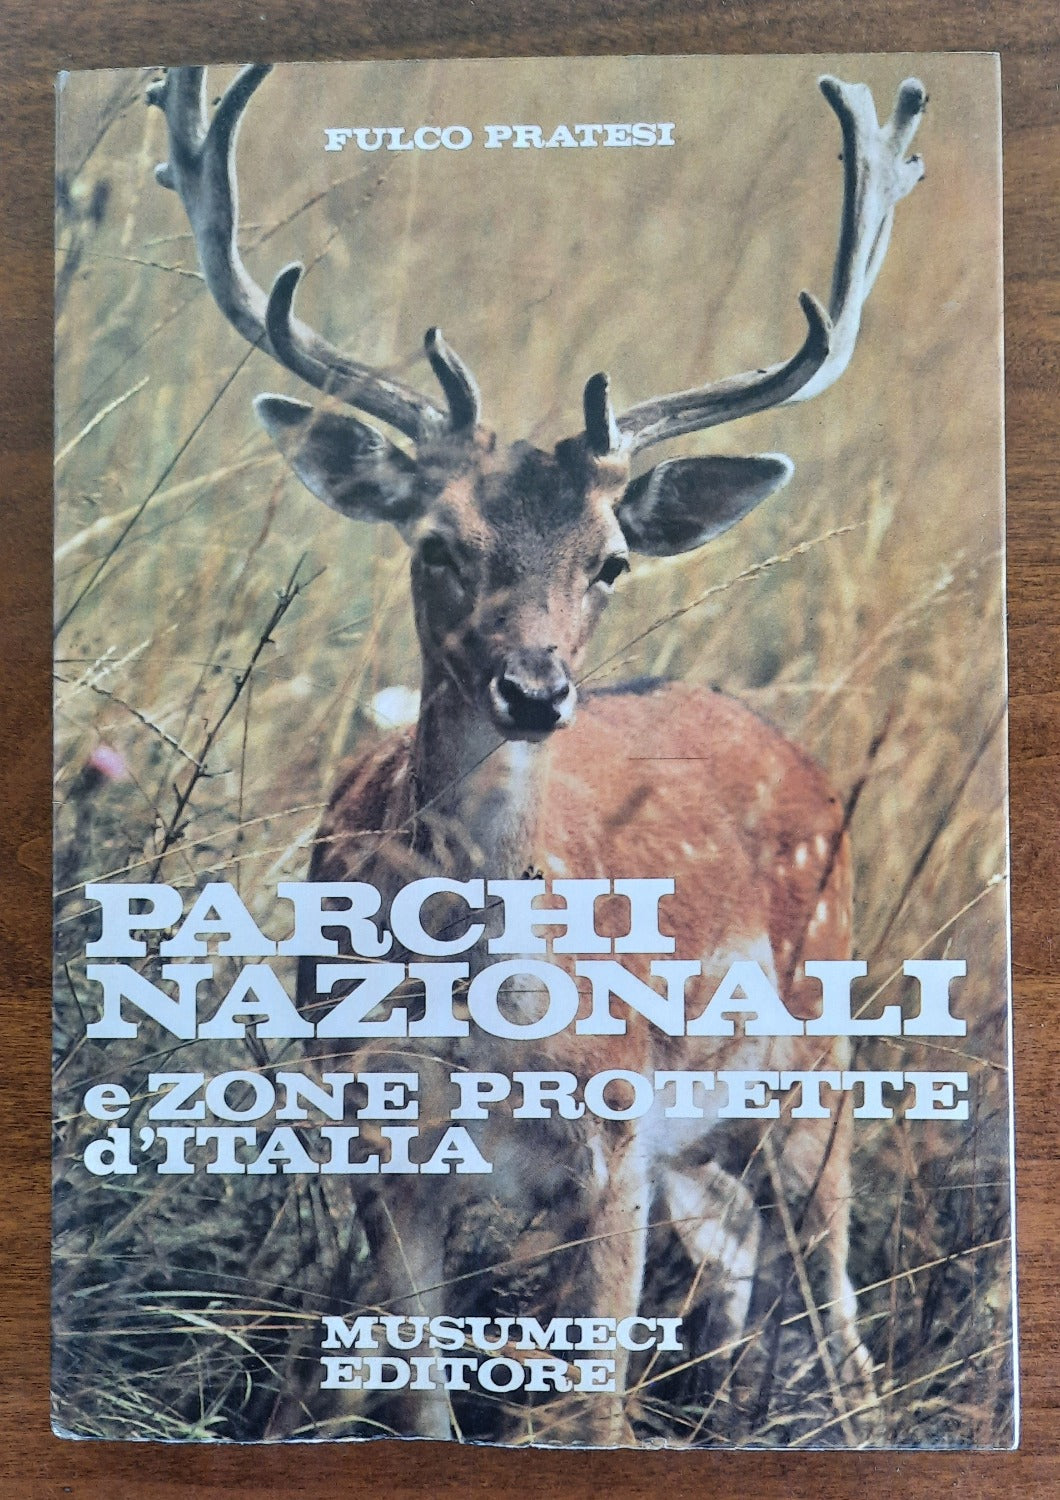 FULCO PRATESI
PARCHI
NAZIONALI
e ZONE PROTETTE
d'ITALIA
MUSUMECI
EDITORE